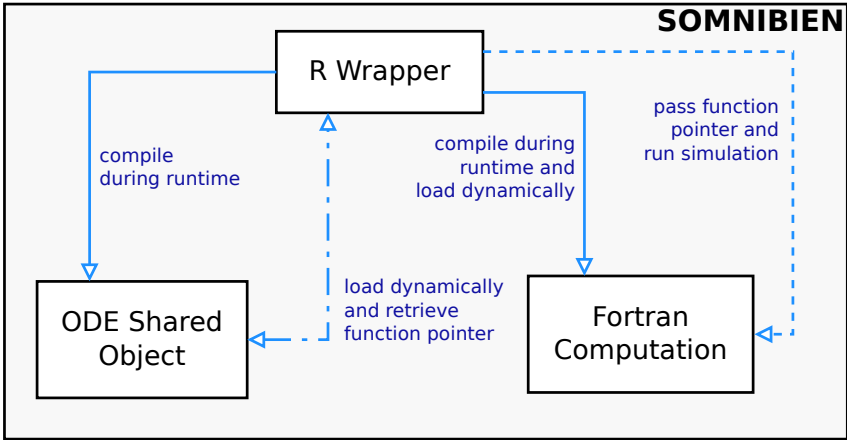 SOMNIBIEN
R Wrapper
compile
during runtime
compile during
runtime and
load dynamically
pass function
pointer and
run simulation
load dynamically
and retrieve
function pointer
ODE Shared
Object
Fortran
Computation